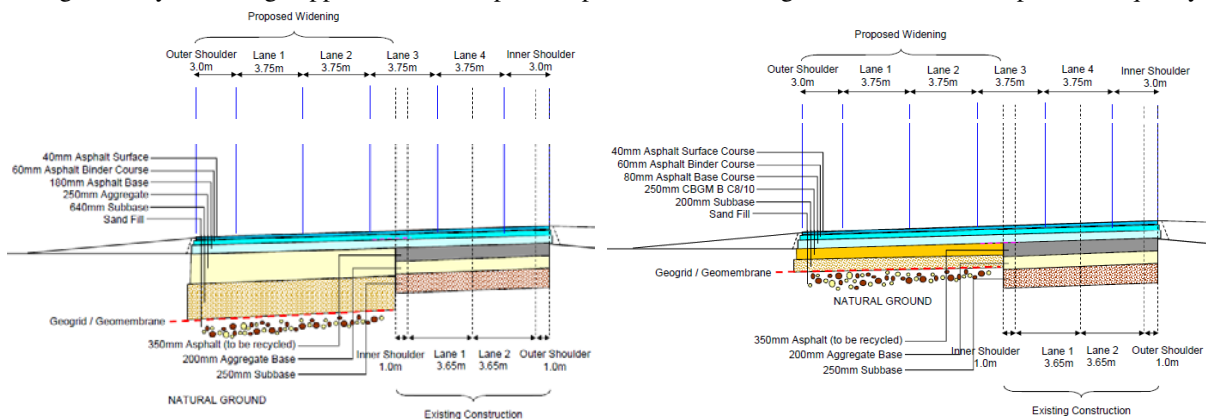 Proposed Widening
Outer Shoulder
3.0m
Lane 1
3.75m
Lane 2
3.75m
Lane 3
3.75m
Lane 4
3.75m
Inner Shoulder
3.0m
40mm Asphalt Surface
60mm Asphalt Binder Course
180mm Asphalt Base
250mm Aggregate
640mm Subbase
Sand Fill
Geogrid / Geomembrane
350mm Asphalt (to be recycled)
200mm Aggregate Base
250mm Subbase
Inner Shoulder
1.0m
Lane 1
3.65m
Lane 2
3.65m
Outer Shoulder
1.0m
NATURAL GROUND
Existing Construction
Proposed Widening
Outer Shoulder
3.0m
Lane 1
3.75m
Lane 2
3.75m
Lane 3
3.75m
Lane 4
3.75m
Inner Shoulder
3.0m
40mm Asphalt Surface Course
60mm Asphalt Binder Course
80mm Asphalt Base Course
250mm CBGM B C8/10
200mm Subbase
Sand Fill
Geogrid / Geomembrane
NATURAL GROUND
350mm Asphalt (to be recycled)
200mm Aggregate Base
250mm Subbase
Inner Shoulder
1.0m
Lane 1
3.65m
Lane 2
3.65m
Outer Shoulder
1.0m
Existing Construction